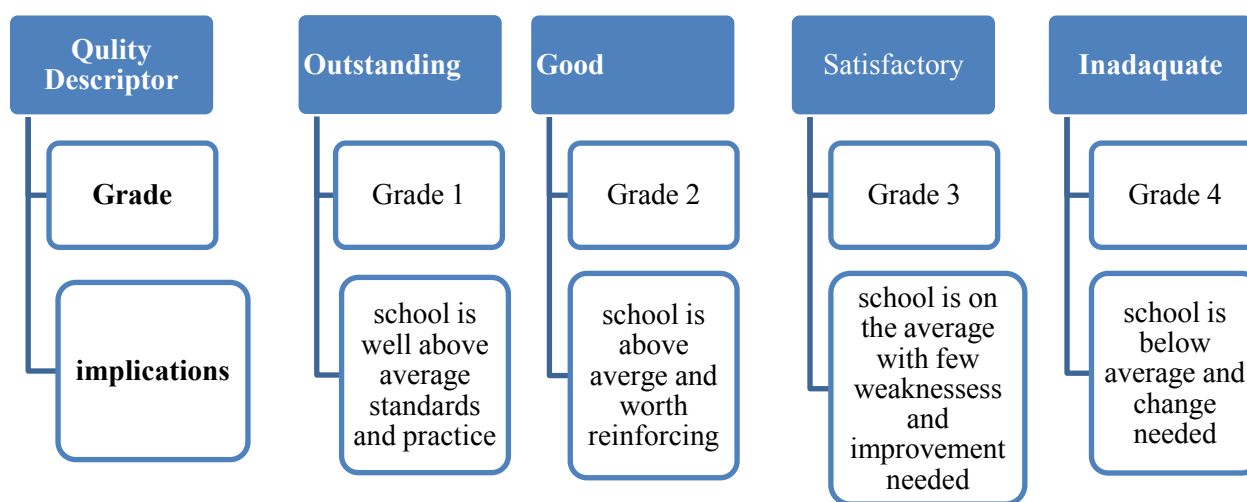 Qulity
Descriptor
Grade
implications
Outstanding
Grade 1
school is
well above
average
standards
and practice
Good
Grade 2
school is
above
averge and
worth
reinforcing
Satisfactory
Grade 3
school is on
the average
with few
weaknessess
and
improvement
needed
Inadaquate
Grade 4
school is
below
average and
change
needed